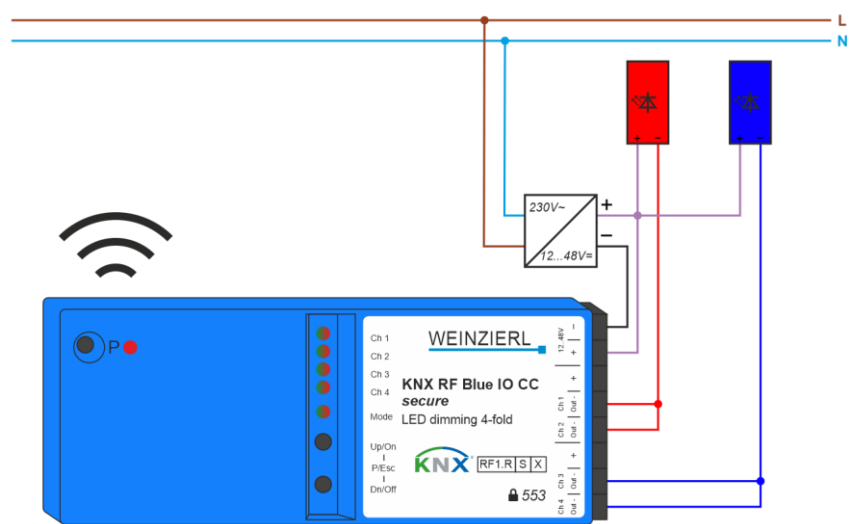 L
N
+ −
+ −
230V~
+
−
12...48V=
P
Ch 1
Ch 2
Ch 3
Ch 4
Mode
Up/On
P/Esc
Dn/Off
WEINZIERL
KNX RF Blue IO CC
secure
LED dimming 4-fold
KNX®
RF1.R S X
553
12..48V
−
+
+
Ch 1 Out -
Ch 2 Out -
+
Ch 3 Out -
Ch 4 Out -